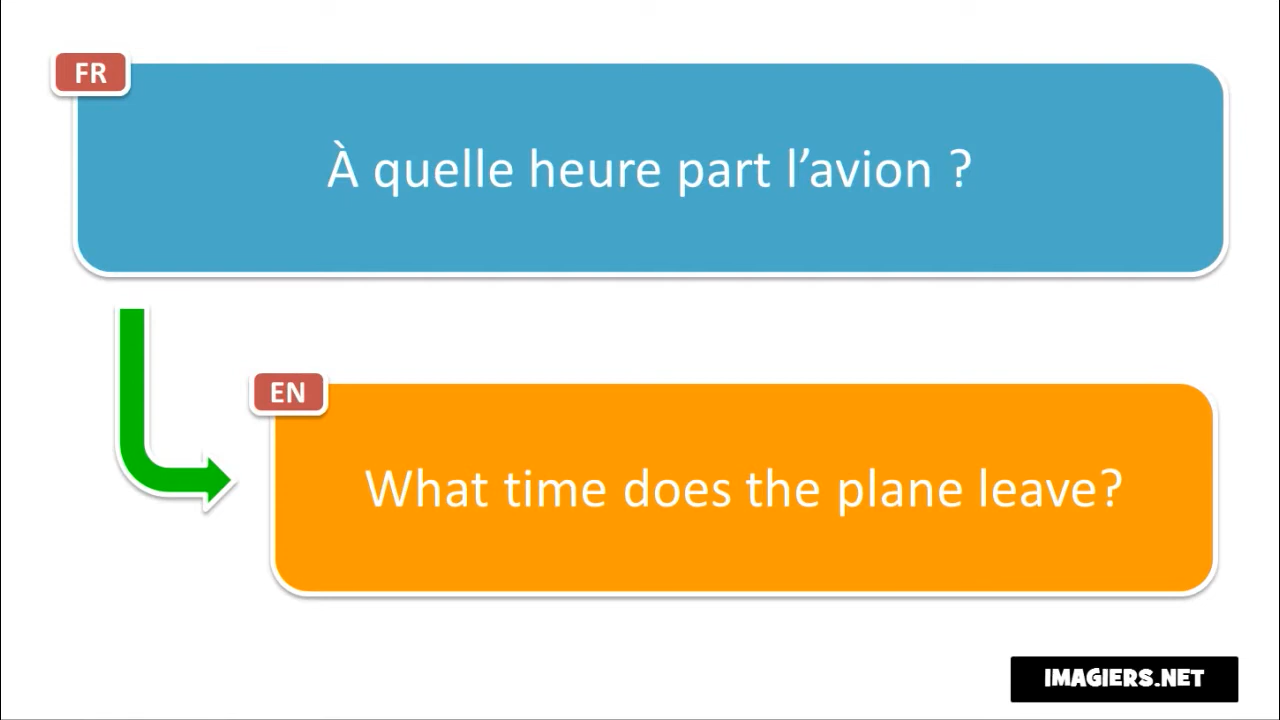 FR
À quelle heure part l’avion ?
EN
What time does the plane leave?
IMAGIERS.NET